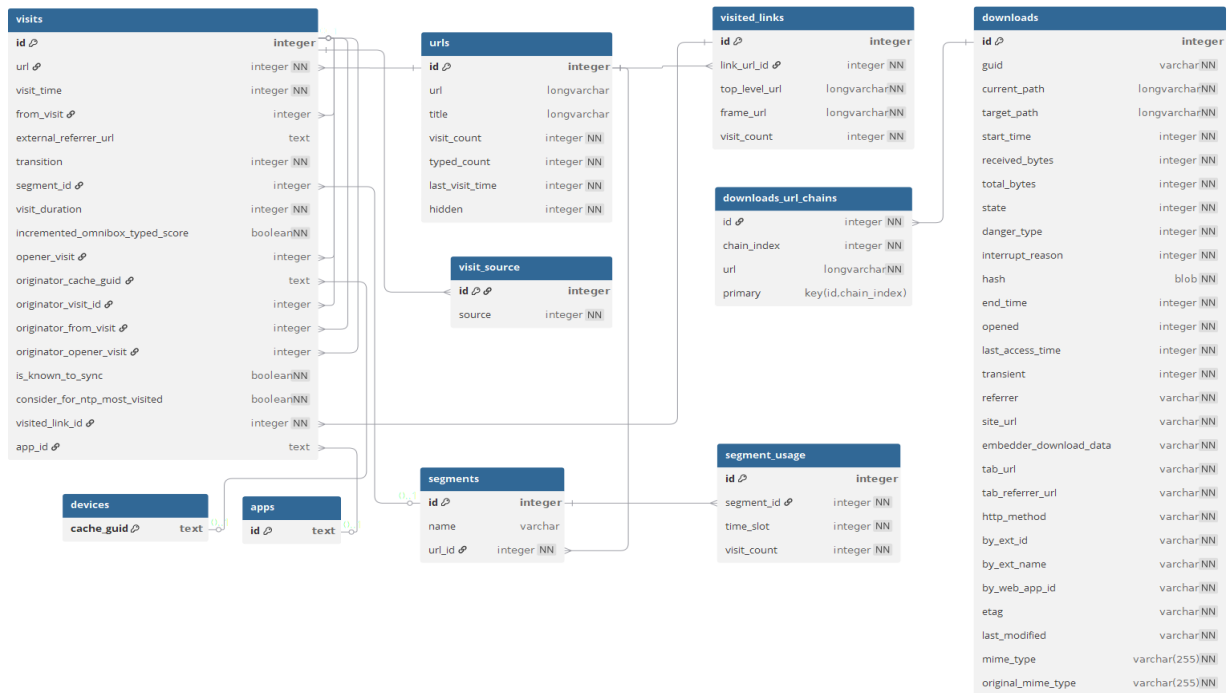 visits
id integer
url integer NN
visit_time integer NN
from_visit integer
external_referrer_url text
transition integer NN
segment_id integer
visit_duration integer NN
incremented_omnibox_typed_score boolean NN
opener_visit integer
originator_cache_guid text
originator_visit_id integer
originator_from_visit integer
originator_opener_visit integer
is_known_to_sync boolean NN
consider_for_ntp_most_visited boolean NN
visited_link_id integer NN
app_id text
urls
id integer
url longvarchar
title longvarchar
visit_count integer NN
typed_count integer NN
last_visit_time integer NN
hidden integer NN
visit_source
id integer
source integer NN
devices
cache_guid text
apps
id text
segments
id integer
name varchar
url_id integer NN
visited_links
id integer
link_url_id integer NN
top_level_url longvarchar NN
frame_url longvarchar NN
visit_count integer NN
downloads_url_chains
id integer NN
chain_index integer NN
url longvarchar NN
primary key(id,chain_index)
segment_usage
id integer
segment_id integer NN
time_slot integer NN
visit_count integer NN
downloads
id integer
guid varchar NN
current_path longvarchar NN
target_path longvarchar NN
start_time integer NN
received_bytes integer NN
total_bytes integer NN
state integer NN
danger_type integer NN
interrupt_reason integer NN
hash blob NN
end_time integer NN
opened integer NN
last_access_time integer NN
transient integer NN
referrer varchar NN
site_url varchar NN
embedder_download_data varchar NN
tab_url varchar NN
tab_referrer_url varchar NN
http_method varchar NN
by_ext_id varchar NN
by_ext_name varchar NN
by_web_app_id varchar NN
etag varchar NN
last_modified varchar NN
mime_type varchar(255) NN
original_mime_type varchar(255) NN